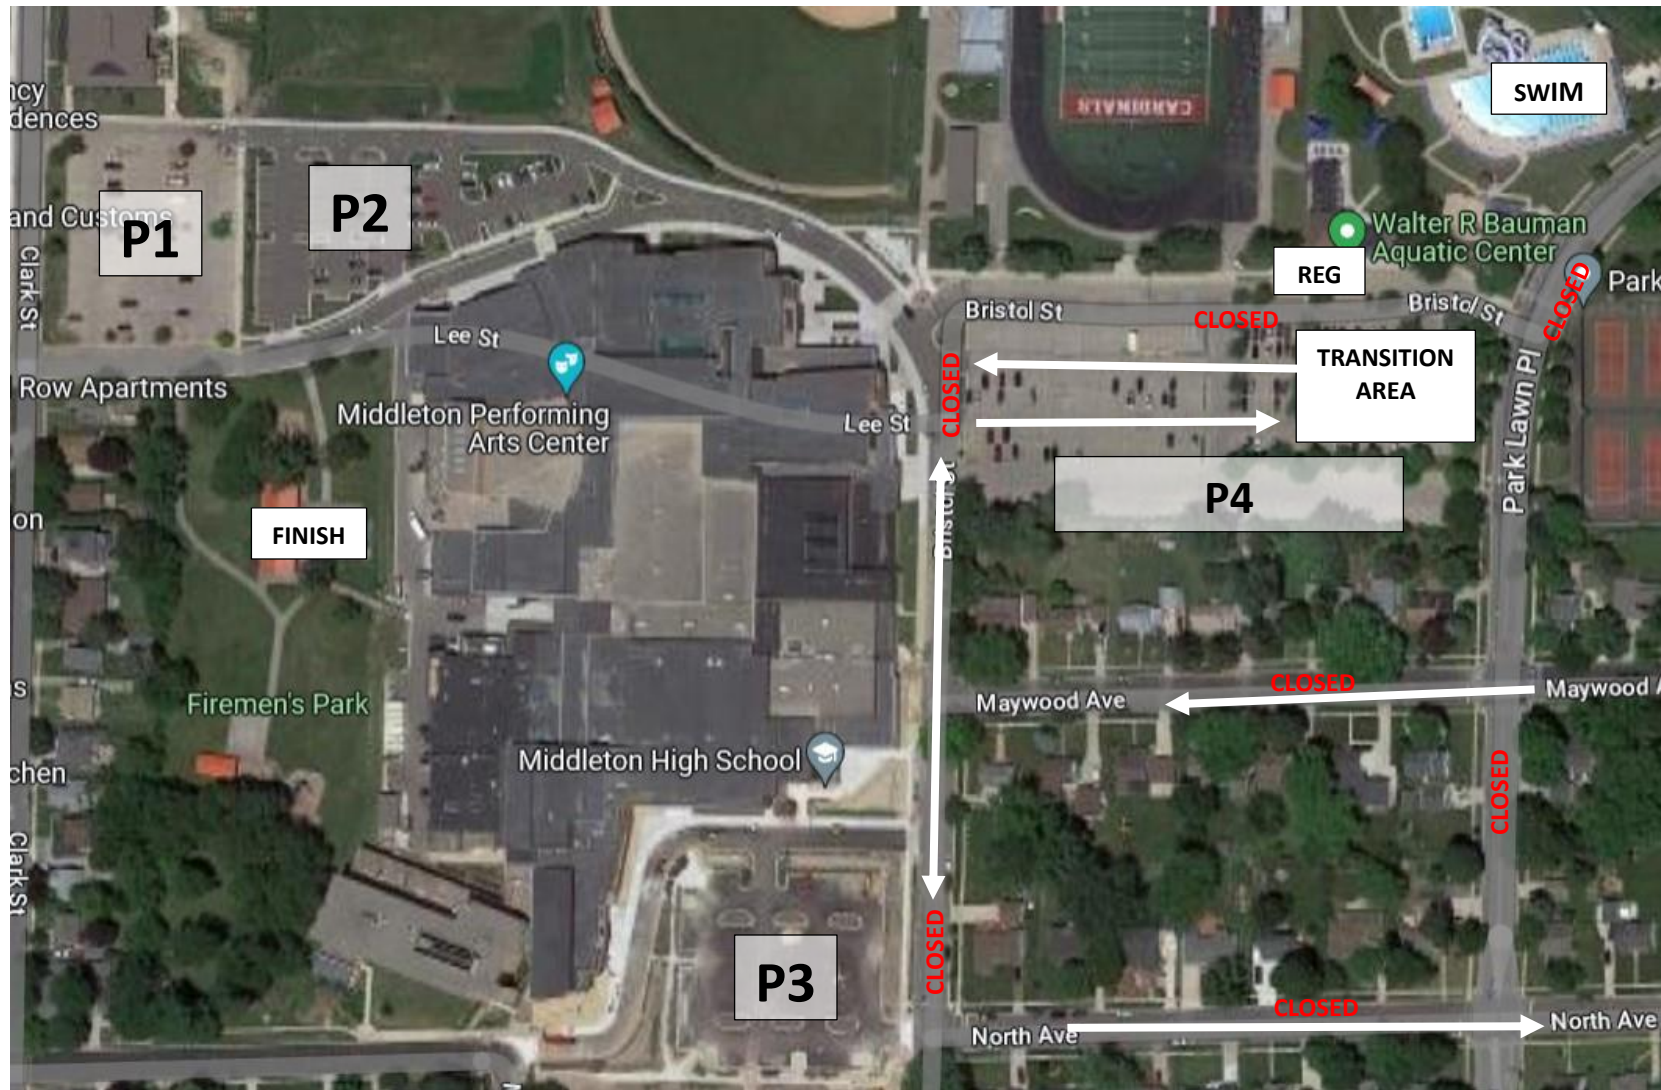 SWIM
ncy
dences
P1
P2
and Customs
Clark St
CARDINALS
Walter R Bauman
Aquatic Center
REG
CLOSED
Park
Bristol St
CLOSED
Bristol St
Lee St
TRANSITION
AREA
CLOSED
Row Apartments
Middleton Performing
Arts Center
Lee St
Park Lawn Pl
P4
Bristol St
on
FINISH
Firemen's Park
ns
Maywood Ave
CLOSED
Maywood A
Middleton High School
chen
CLOSED
Clark St
CLOSED
P3
North Ave
CLOSED
North Ave